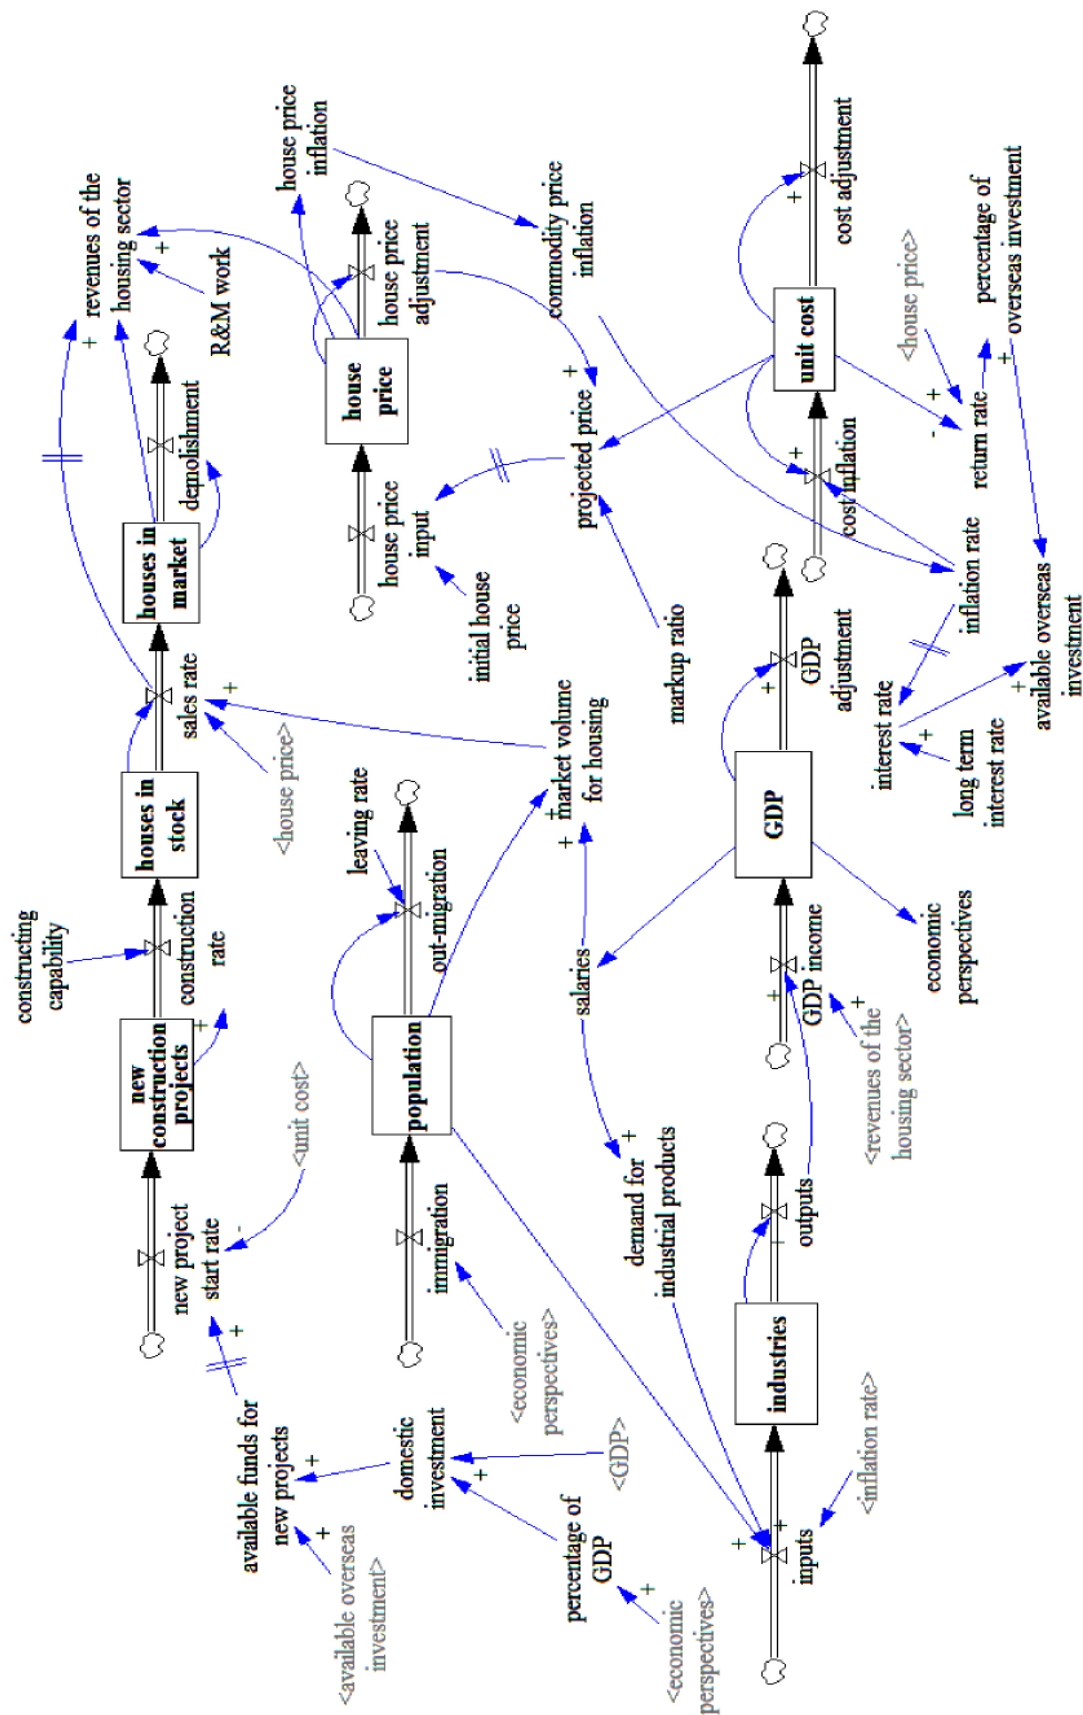 constructing
capability
new project
start rate
new
construction
projects
construction
rate
houses in
stock
sales rate
houses in
market
demolishment
revenues of the
housing sector
R&M work
<house price>
<unit cost>
available funds for
new projects
<available overseas
investment>
domestic
investment
percentage of
GDP
<GDP>
<economic
perspectives>
<economic
perspectives>
immigration
population
out-migration
leaving rate
market volume
for housing
initial house
price
house price
input
house
price
house price
adjustment
house price
inflation
commodity price
inflation
projected price
markup ratio
salaries
demand for
industrial products
inputs
<inflation rate>
industries
outputs
<revenues of the
housing sector>
GDP income
GDP
GDP
adjustment
economic
perspectives
cost inflation
unit cost
cost adjustment
<house price>
return rate
percentage of
overseas investment
inflation rate
interest rate
long term
interest rate
available overseas
investment